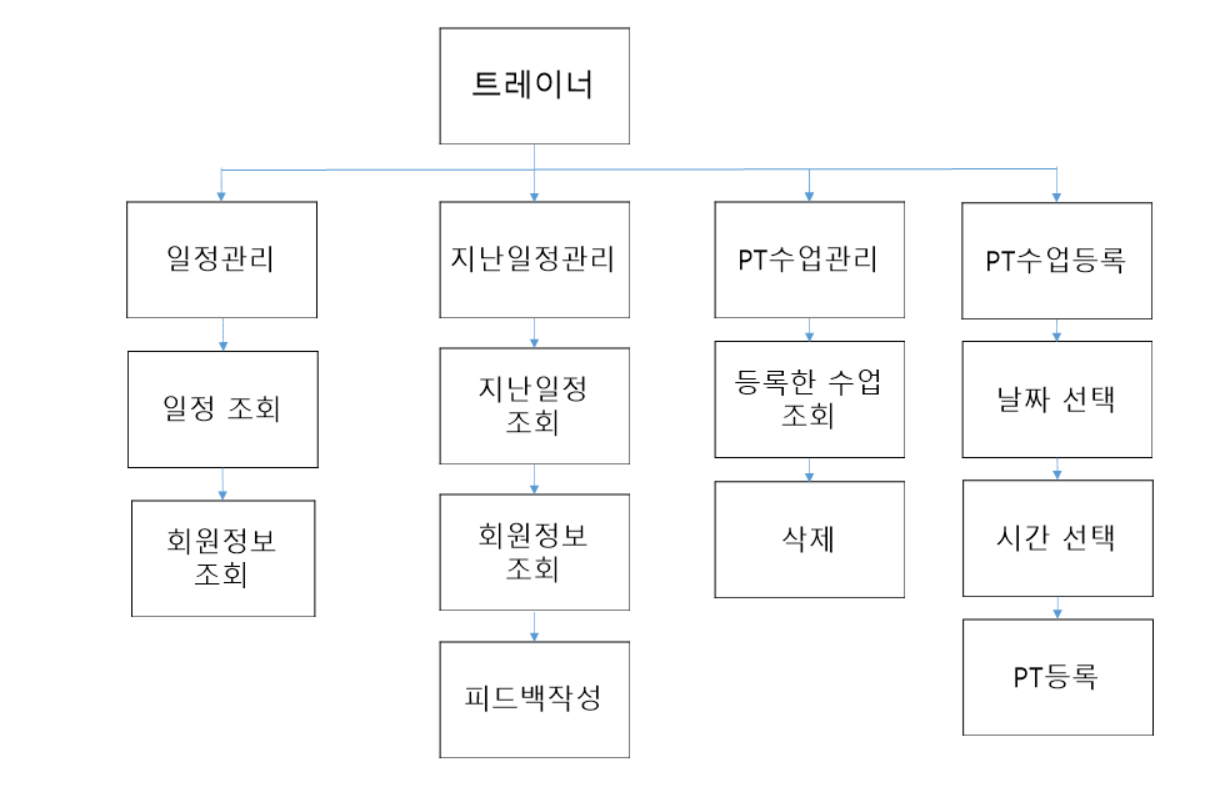 트레이너
일정관리
지난일정관리
PT수업관리
PT수업등록
일정 조회
지난일정
조회
등록한 수업
조회
날짜 선택
회원정보
조회
회원정보
조회
삭제
시간 선택
피드백작성
PT등록